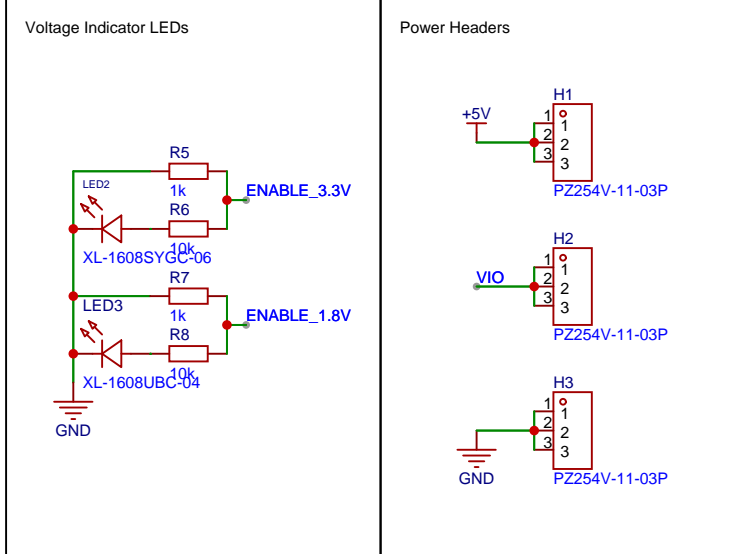 Voltage Indicator LEDs
R5
LED2
1k
ENABLE_3.3V
R6
10k
XL-1608SYGC-06
R7
LED3
1k
ENABLE_1.8V
R8
10k
XL-1608UBC-04
GND
Power Headers
H1
+5V
1
1
2
2
3
3
PZ254V-11-03P
H2
VIO
1
1
2
2
3
3
PZ254V-11-03P
H3
1
1
2
2
3
3
GND
PZ254V-11-03P